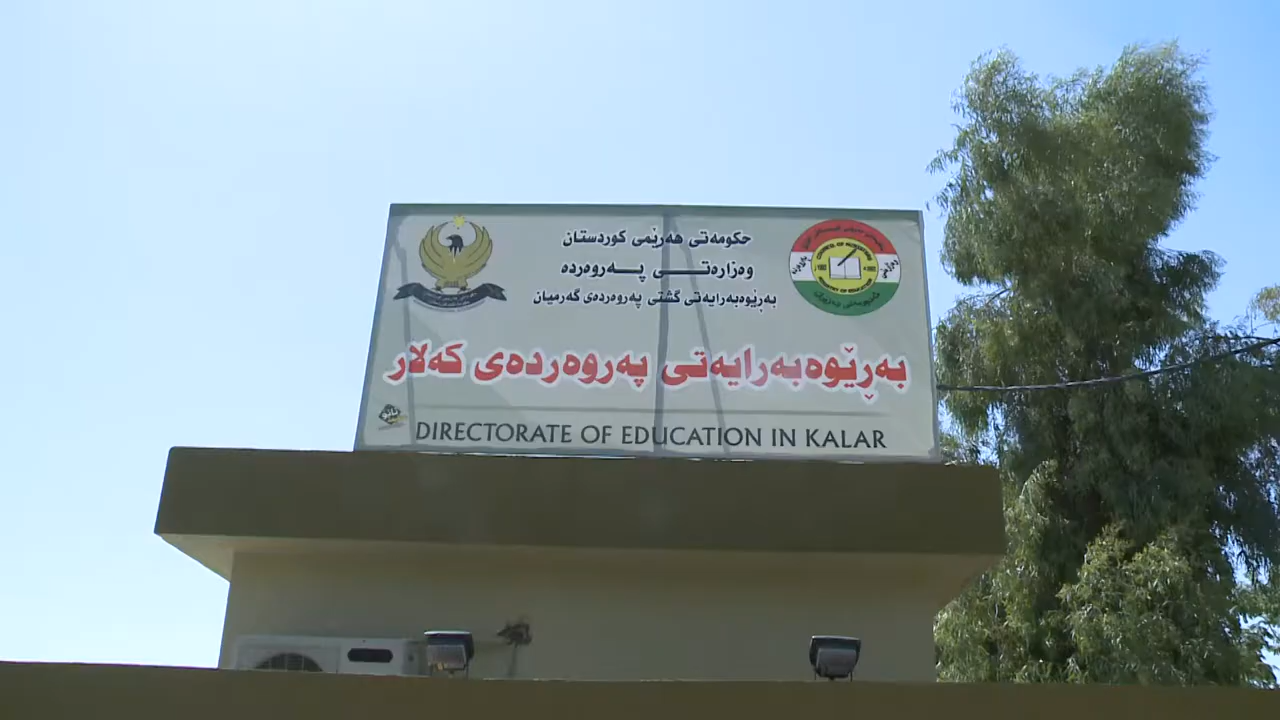 حکومەتی هەرێمی کوردستان
وەزارەتی پەروەردە
بەڕێوەبەرایەتی گشتی پەروەردەی گەرمیان
بەڕێوەبەرایەتی پەروەردەی کەلار
DIRECTORATE OF EDUCATION IN KALAR